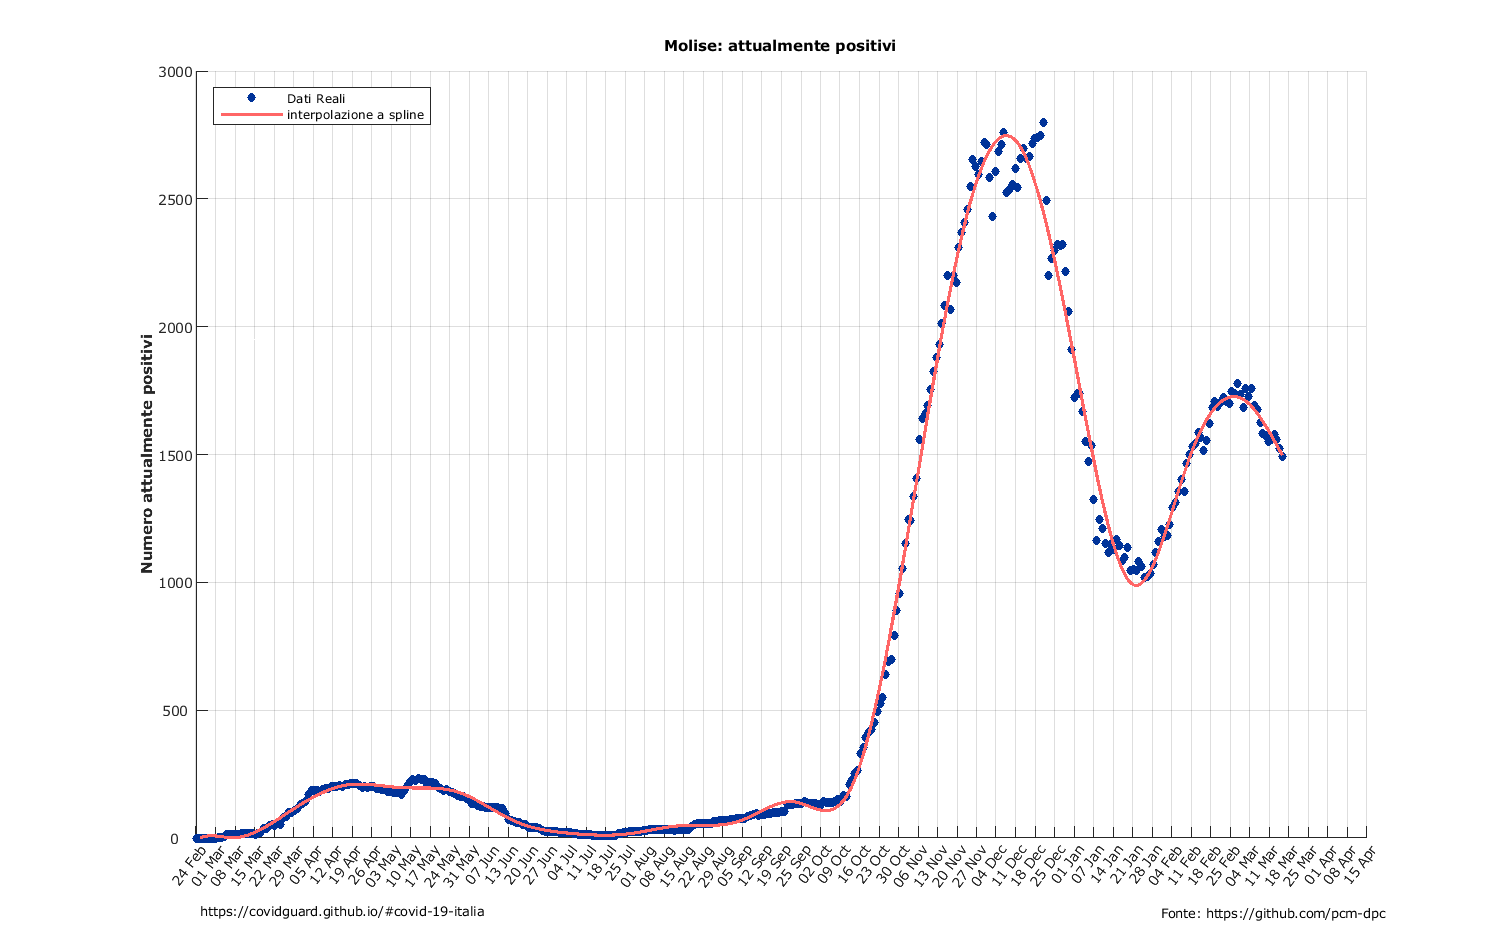 Molise: attualmente positivi
3000
2500
2000
1500
1000
500
0
Numero attualmente positivi
Dati Reali
interpolazione a spline
24 Feb
01 Mar
08 Mar
15 Mar
22 Mar
29 Mar
05 Apr
12 Apr
19 Apr
26 Apr
03 May
10 May
17 May
24 May
31 May
07 Jun
13 Jun
20 Jun
27 Jun
04 Jul
11 Jul
18 Jul
25 Jul
01 Aug
08 Aug
15 Aug
22 Aug
29 Aug
05 Sep
12 Sep
19 Sep
25 Sep
02 Oct
09 Oct
16 Oct
23 Oct
30 Nov
06 Nov
13 Nov
20 Nov
27 Dec
04 Dec
11 Dec
18 Dec
25 Jan
01 Jan
07 Jan
14 Jan
21 Jan
28 Jan
04 Feb
11 Feb
18 Feb
25 Feb
04 Mar
11 Mar
18 Mar
25 Mar
01 Apr
08 Apr
15 Apr
https://covidguard.github.io/#covid-19-italia
Fonte: https://github.com/pcm-dpc